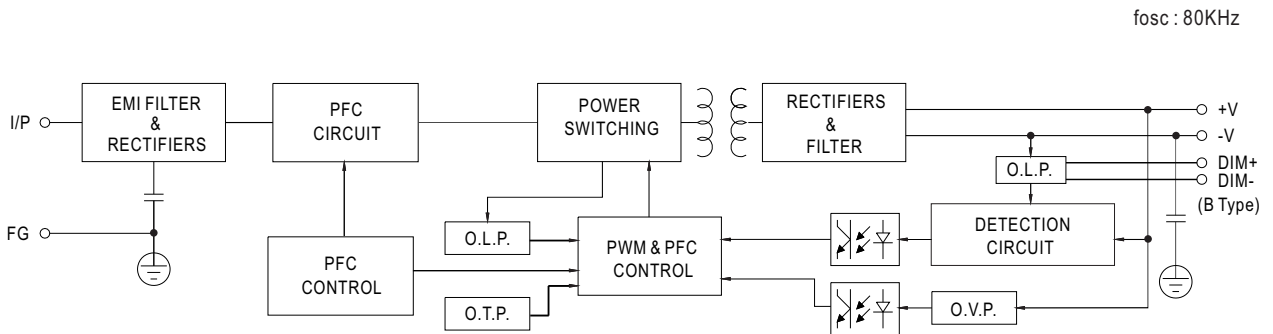 fosc : 80KHz
I/P
EMI FILTER
&
RECTIFIERS
PFC
CIRCUIT
POWER
SWITCHING
RECTIFIERS
&
FILTER
+V
-V
O.L.P.
DIM+
DIM-
(B Type)
FG
PFC
CONTROL
O.L.P.
O.T.P.
PWM & PFC
CONTROL
DETECTION
CIRCUIT
O.V.P.